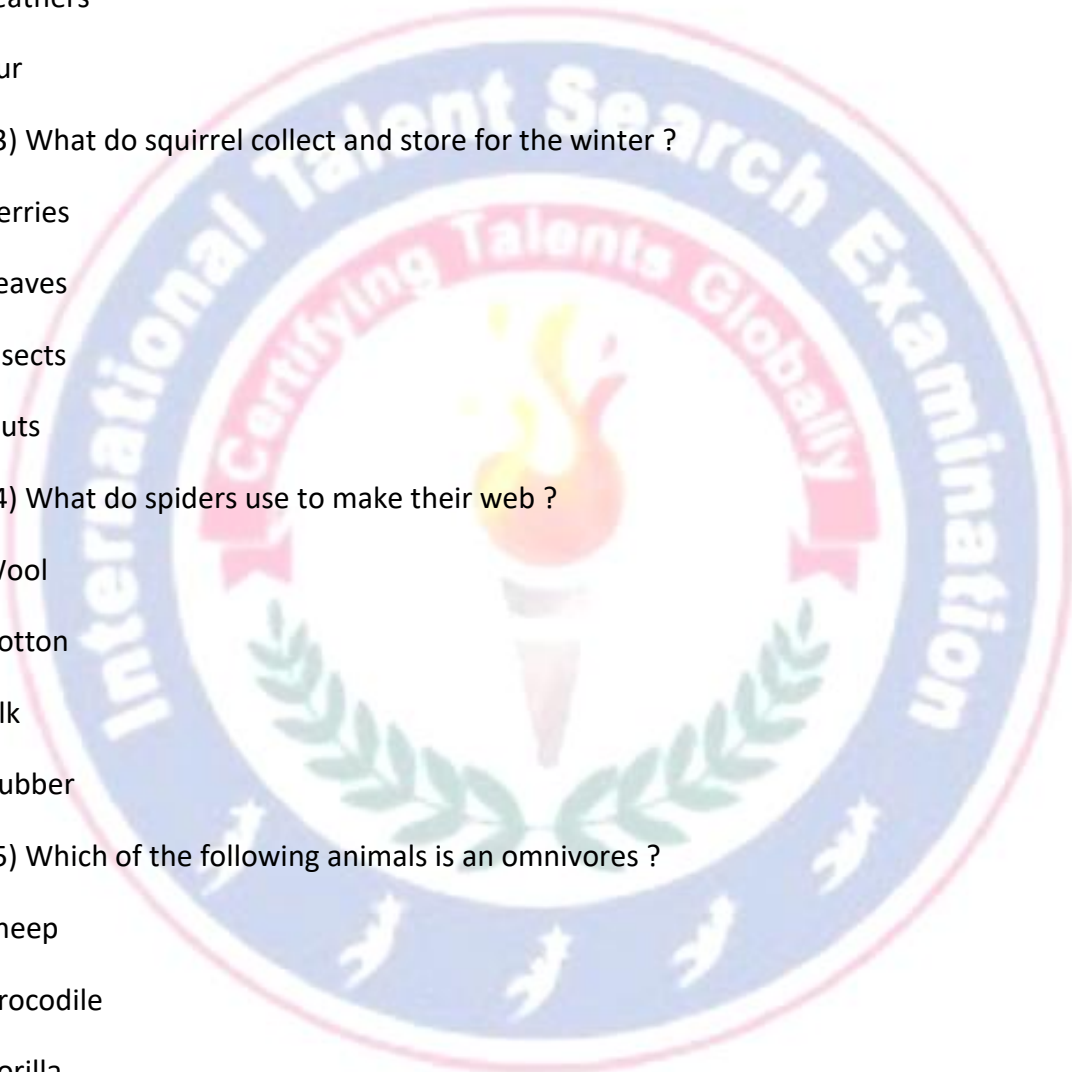 eathers
ur
3) What do squirrel collect and store for the winter ?
erries
eaves
sects
uts
4) What do spiders use to make their web ?
ool
otton
lk
ubber
5) Which of the following animals is an omnivores ?
heep
rocodile
orilla
International Talent Search Examination
Certifying Talents Globally